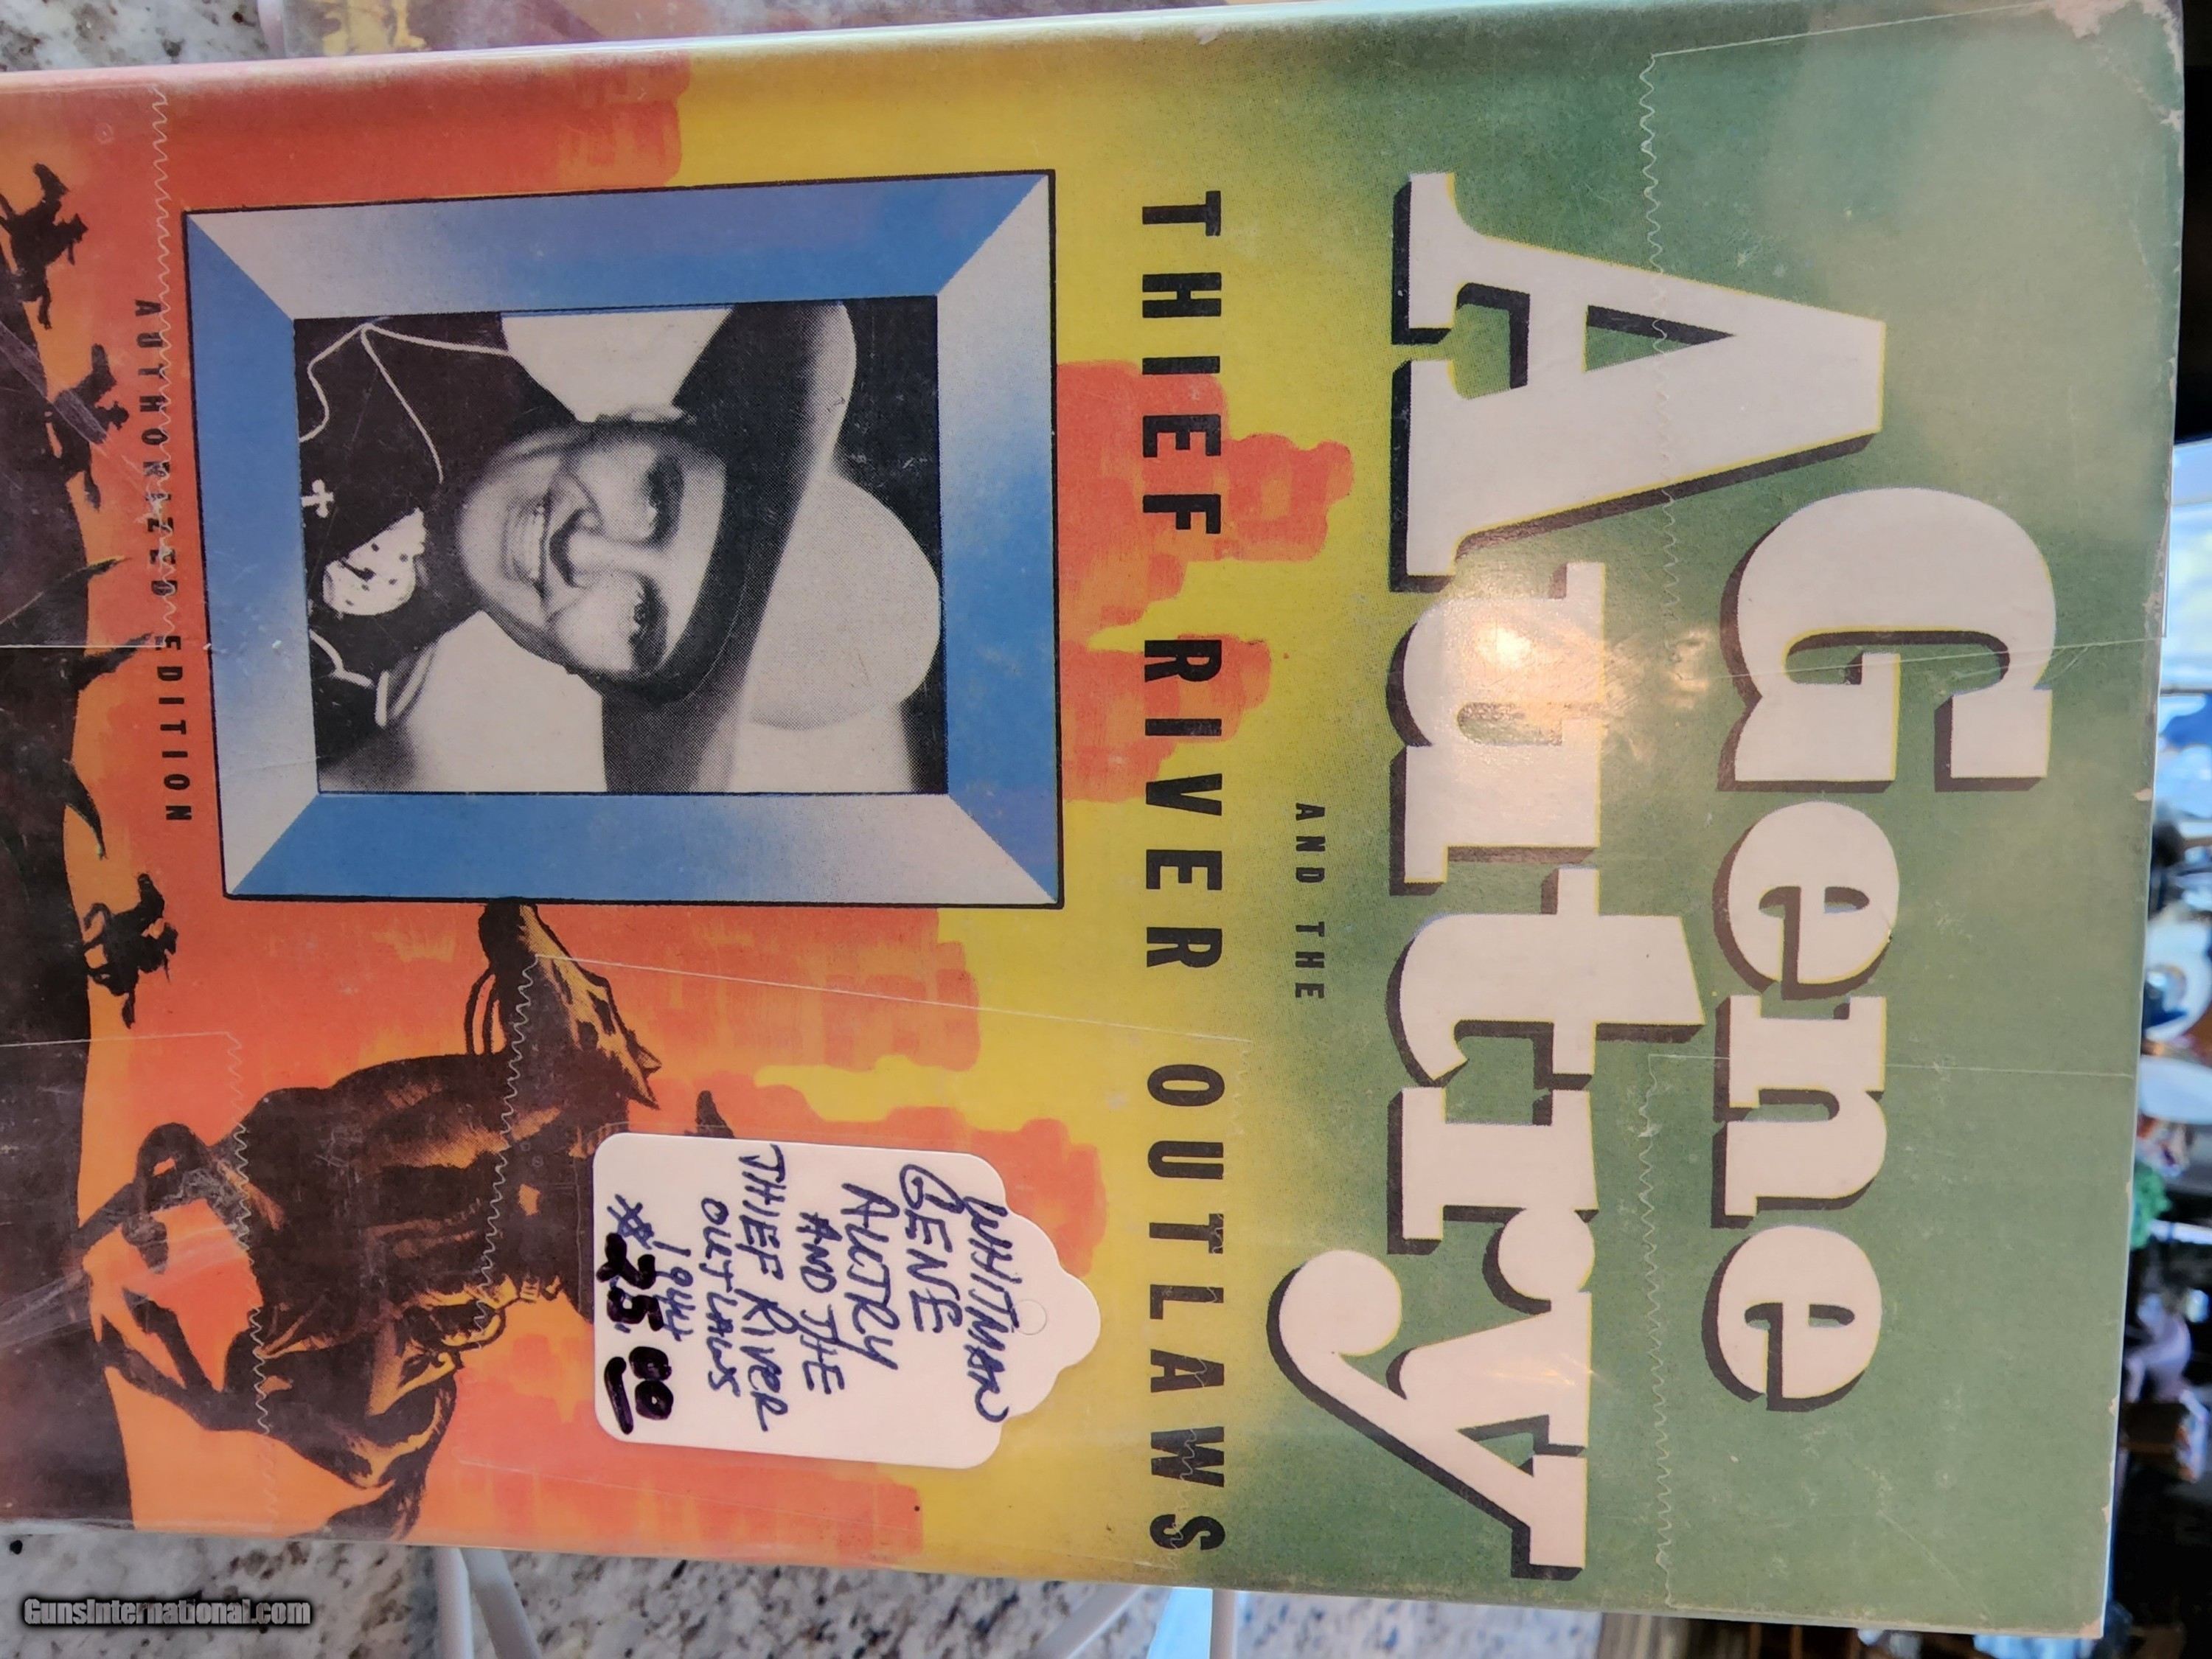 Gene
Autry
AND THE
THIEF RIVER OUTLAWS
AUTHORIZED EDITION
WHITMAN
GENE
AUTRY
AND THE
THIEF RIVER
OUTLAWS
1944
$25.00
GunsInternational.com